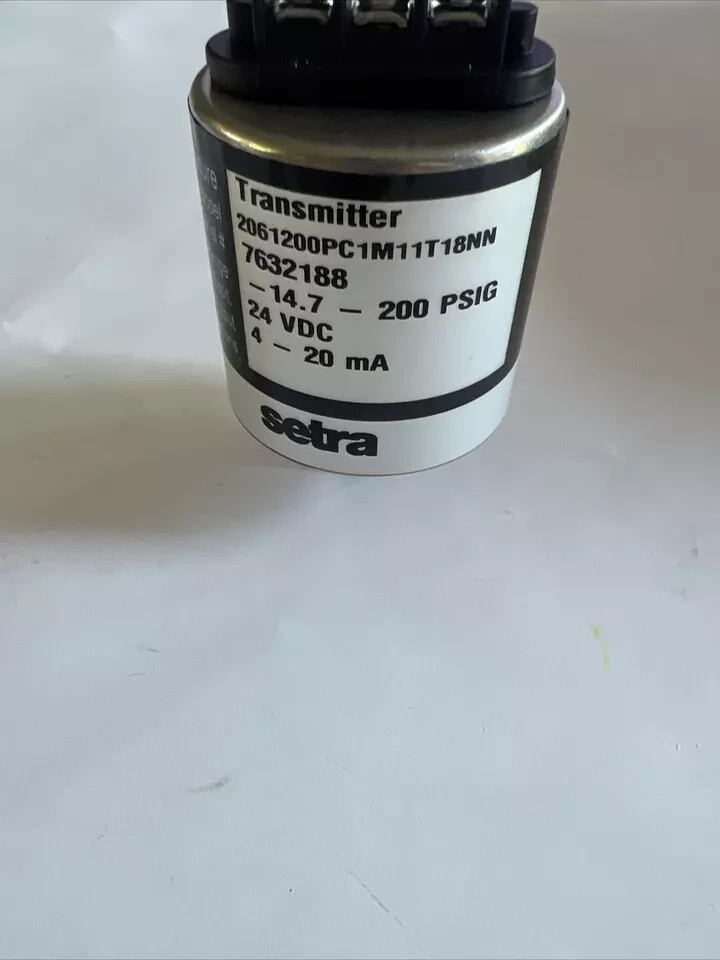 Transmitter
2061200PC1M11T18NN
7632188
-14.7 - 200 PSIG
24 VDC
4 - 20 mA
setra